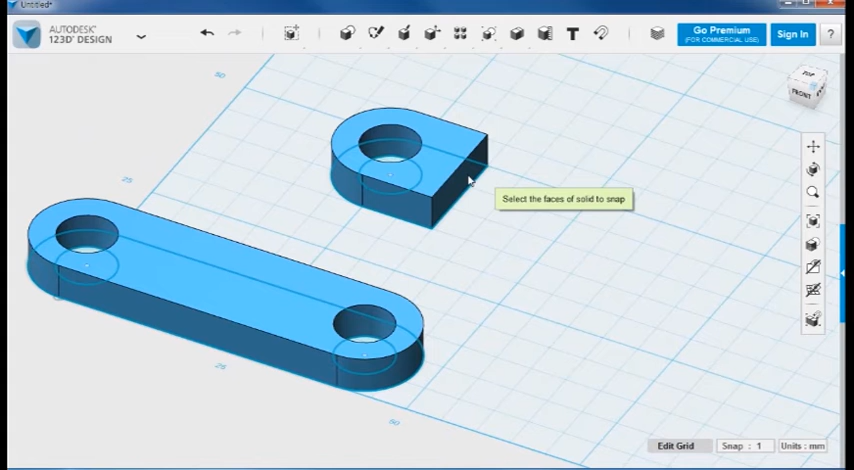 Untitled*
AUTODESK®
123D® DESIGN
T
Go Premium
(FOR COMMERCIAL USE)
Sign In
?
TOP
FRONT
50
25
Select the faces of solid to snap
25
50
Edit Grid
Snap : 1
Units : mm